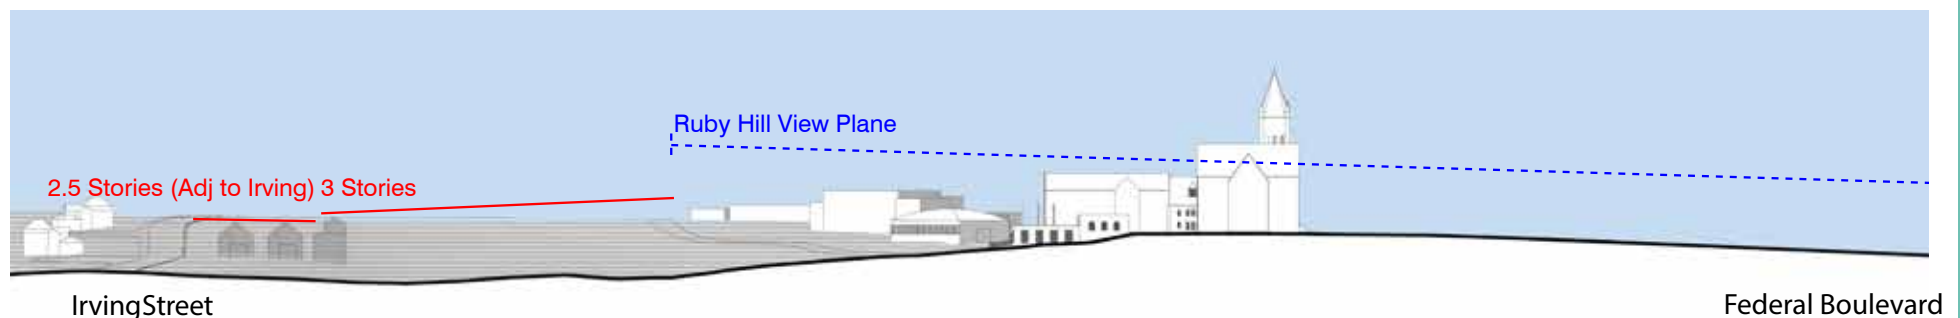 Ruby Hill View Plane
2.5 Stories (Adj to Irving) 3 Stories
IrvingStreet
Federal Boulevard